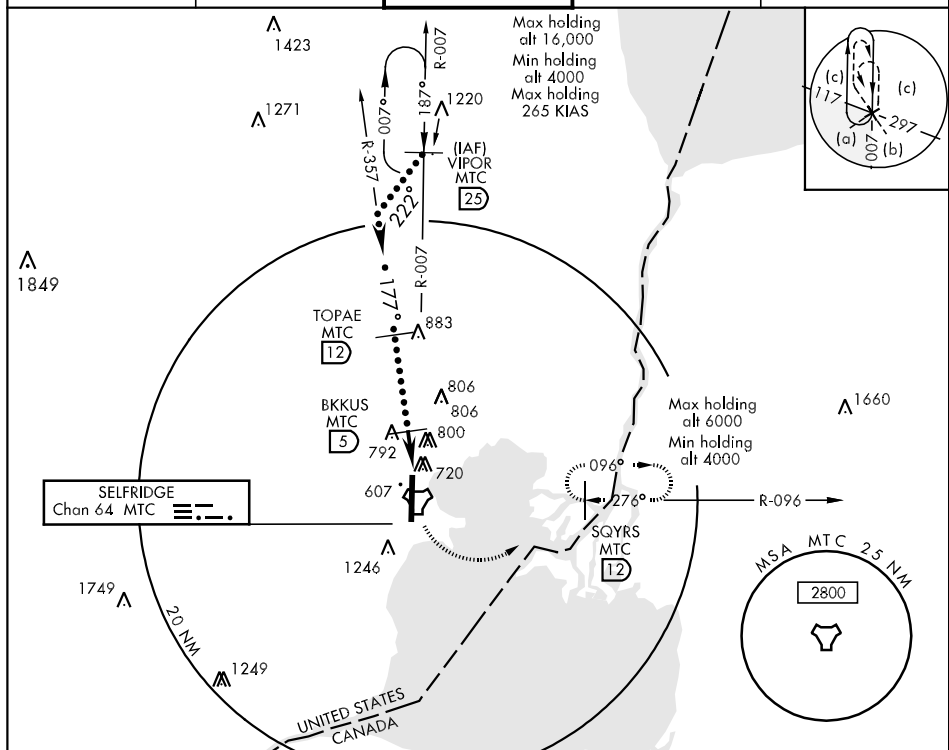 1423
1271
1849
R-007
007°
187°
1220
R-357
222°
(IAF)
VIPOR
MTC
25
R-007
Max holding
alt 16,000
Min holding
alt 4000
Max holding
265 KIAS
(c)
(c)
117
297
(a)
(b)
007
177°
TOPAE
MTC
12
883
BKKUS
MTC
5
806
806
800
792
720
607
1660
Max holding
alt 6000
Min holding
alt 4000
096°
276°
R-096
SQYRS
MTC
12
SELFRIDGE
Chan 64 MTC
1246
1749
20 NM
1249
UNITED STATES
CANADA
MSA MTC 25 NM
2800